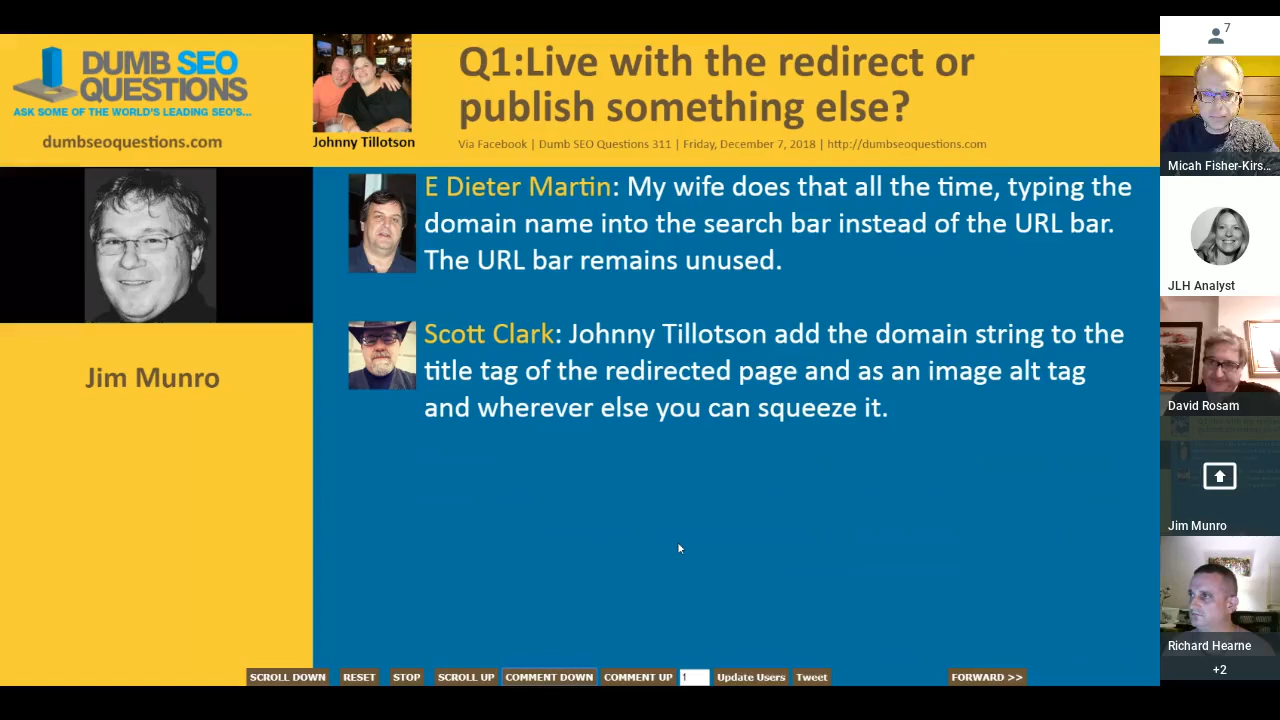 DUMB SEO
QUESTIONS
ASK SOME OF THE WORLD'S LEADING SEO'S...
dumbseoquestions.com
Johnny Tillotson
Q1:Live with the redirect or
publish something else?
Via Facebook | Dumb SEO Questions 311 | Friday, December 7, 2018 | http://dumbseoquestions.com
Jim Munro
E Dieter Martin: My wife does that all the time, typing the
domain name into the search bar instead of the URL bar.
The URL bar remains unused.
Scott Clark: Johnny Tillotson add the domain string to the
title tag of the redirected page and as an image alt tag
and wherever else you can squeeze it.
SCROLL DOWN RESET STOP SCROLL UP COMMENT DOWN COMMENT UP 1 Update Users Tweet FORWARD >>
7
Micah Fisher-Kirs...
JLH Analyst
David Rosam
Jim Munro
Richard Hearne
+2